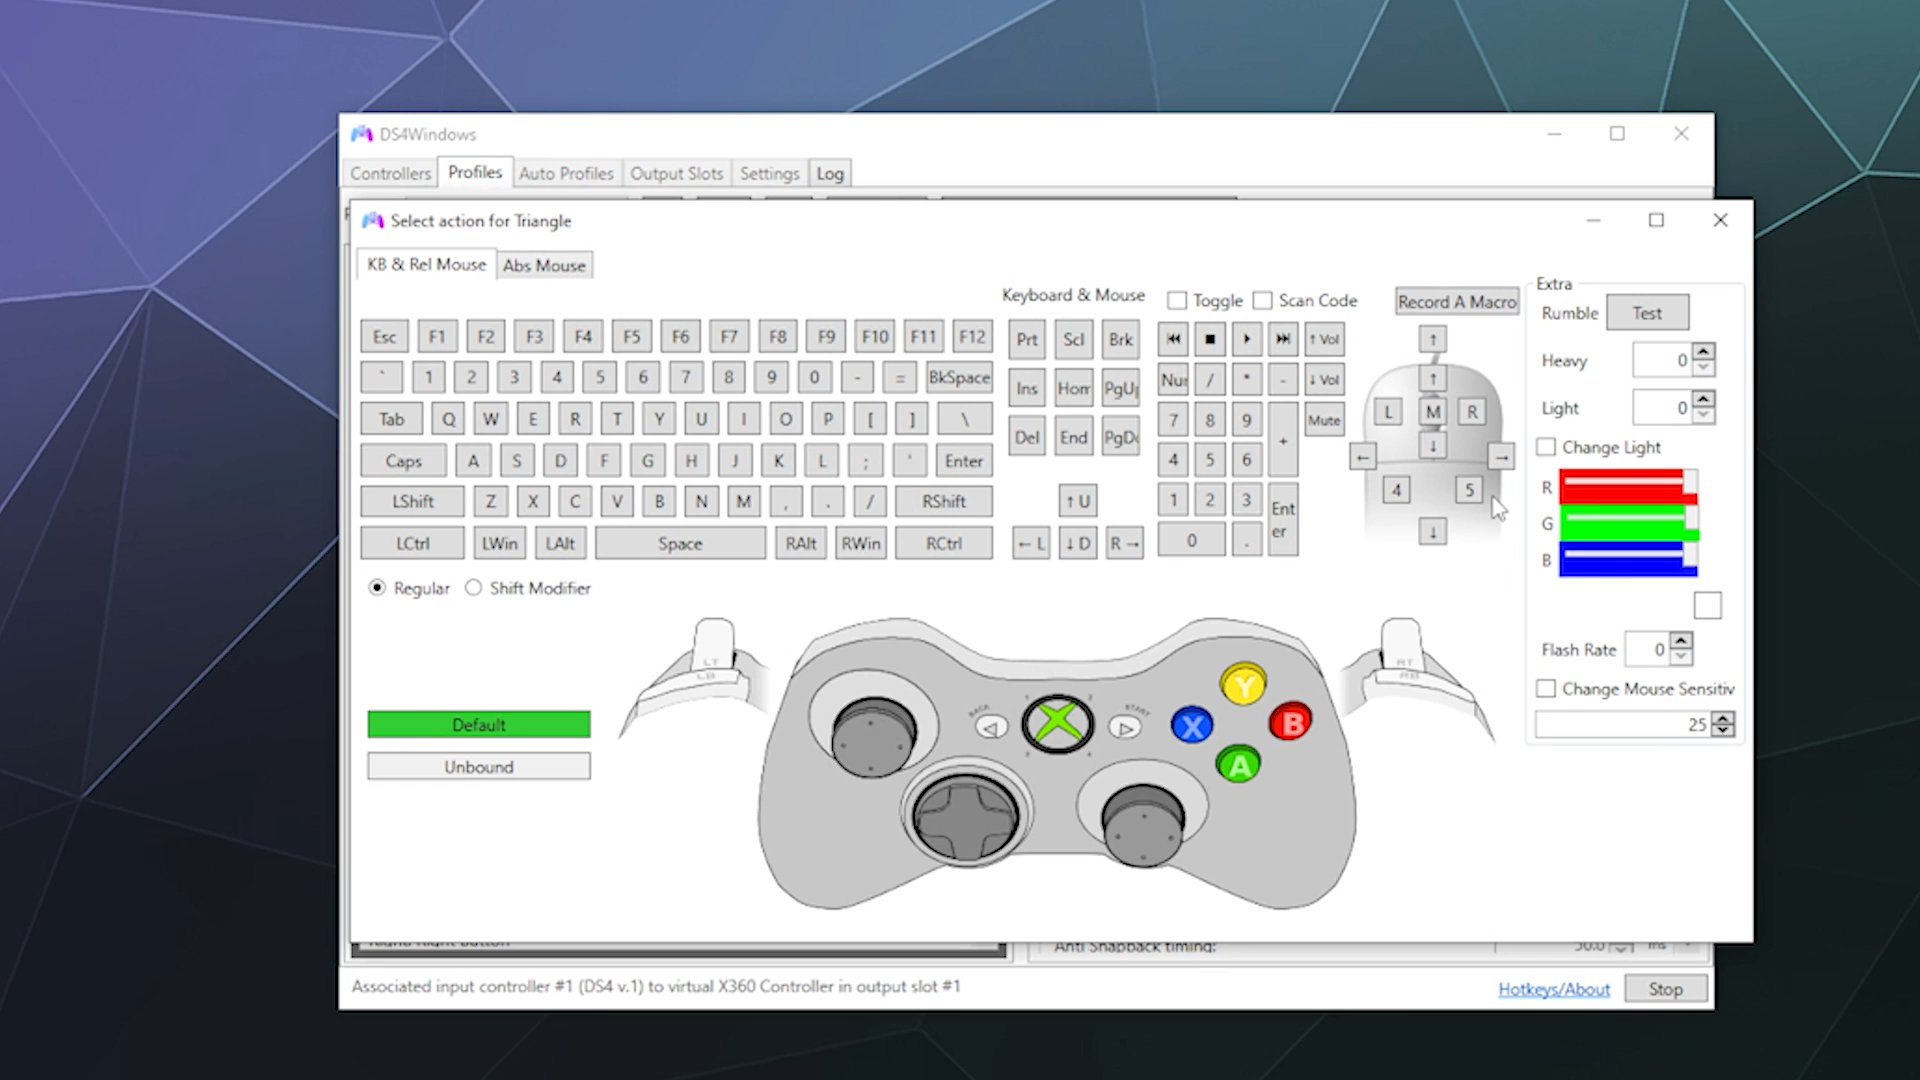 DS4Windows
Controllers Profiles Auto Profiles Output Slots Settings Log
Select action for Triangle
KB & Rel Mouse Abs Mouse
Keyboard & Mouse Toggle Scan Code Record A Macro
Extra
Rumble Test
Esc F1 F2 F3 F4 F5 F6 F7 F8 F9 F10 F11 F12 Prt Scl Brk ↑ Vol ↑
Heavy 0
` 1 2 3 4 5 6 7 8 9 0 - = BkSpace Ins Hom PgU Nu / * - ↓ Vol ↑
Light 0
Tab Q W E R T Y U I O P [ ] \ Del End PgD 7 8 9 + Mute L M R
Change Light
Caps A S D F G H J K L ; ' Enter 4 5 6 ← ↓ →
R
LShift Z X C V B N M , . / RShift ↑ U 1 2 3 Ent er 4 5
G
LCtrl LWin LAlt Space RAlt RWin RCtrl ← L ↓ D R → 0 . ↓
B
Regular Shift Modifier
Flash Rate 0
LT
LB
RT
RB
Change Mouse Sensitiv
25
BACK START
Y
X B
A
Default
Unbound
Anti Snapback timing:
Associated input controller #1 (DS4 v.1) to virtual X360 Controller in output slot #1
Hotkeys/About Stop